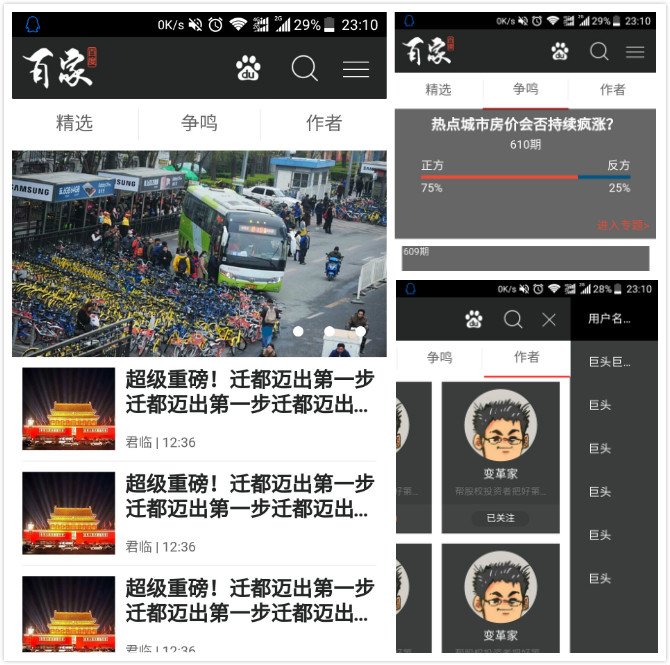 0K/s 2G 2G 29% 23:10
百家 百度
du
精选 争鸣 作者
SAMSUNG SAMSUNG
超级重磅！迁都迈出第一步
迁都迈出第一步迁都迈出...
君临 | 12:36
超级重磅！迁都迈出第一步
迁都迈出第一步迁都迈出...
君临 | 12:36
超级重磅！迁都迈出第一步
迁都迈出第一步迁都迈出...
君临 | 12:36
0K/s 29% 23:10
百家 百度
du
精选 争鸣 作者
热点城市房价会否持续疯涨?
610期
正方 反方
75% 25%
进入专题»
609期
0K/s 28% 23:10
du
用户名...
争鸣 作者
巨头巨...
巨头
巨头
巨头
巨头
巨头
变革家
好第...
帮股权投资者把好第...
已关注
变革家